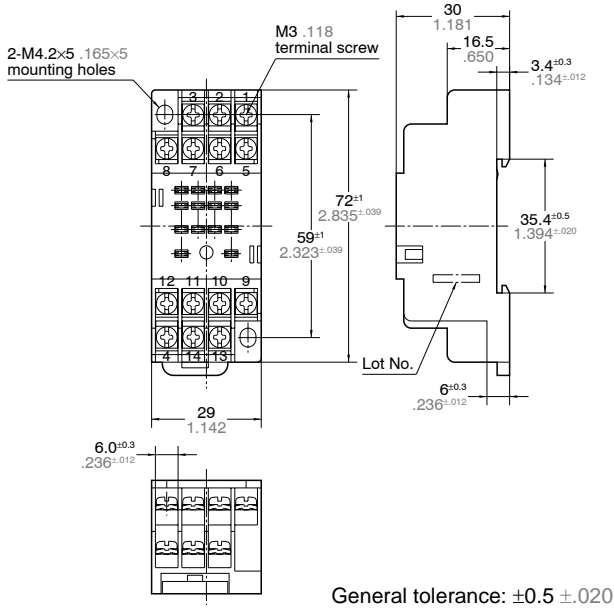 30
1.181
16.5
.650
3.4±0.3
.134±.012
M3 .118
terminal screw
2-M4.2×5 .165×5
mounting holes
3 2 1
8 7 6 5
72±1
2.835±.039
59±1
2.323±.039
35.4±0.5
1.394±.020
12 11 10 9
4 14 13
Lot No.
6±0.3
.236±.012
29
1.142
6.0±0.3
.236±.012
General tolerance: ±0.5 ±.020